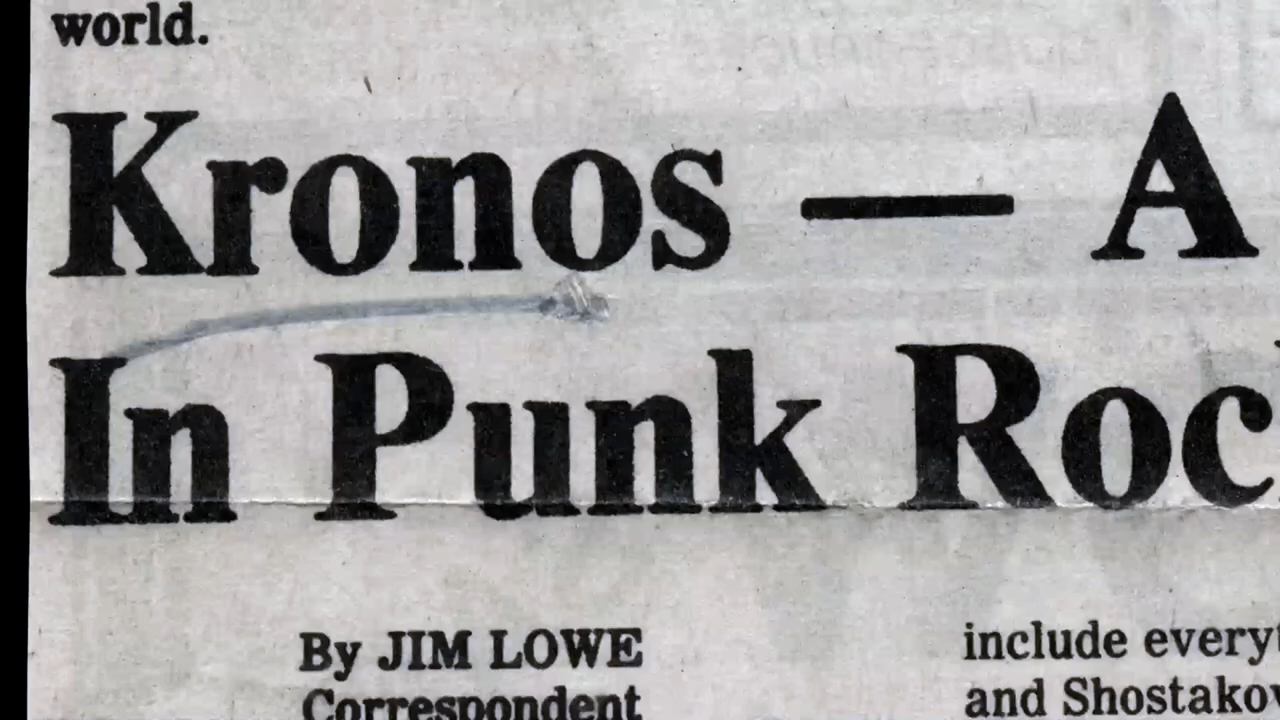 world.
Kronos — A
In Punk Roc
By JIM LOWE
Correspondent
include everyt
and Shostakov